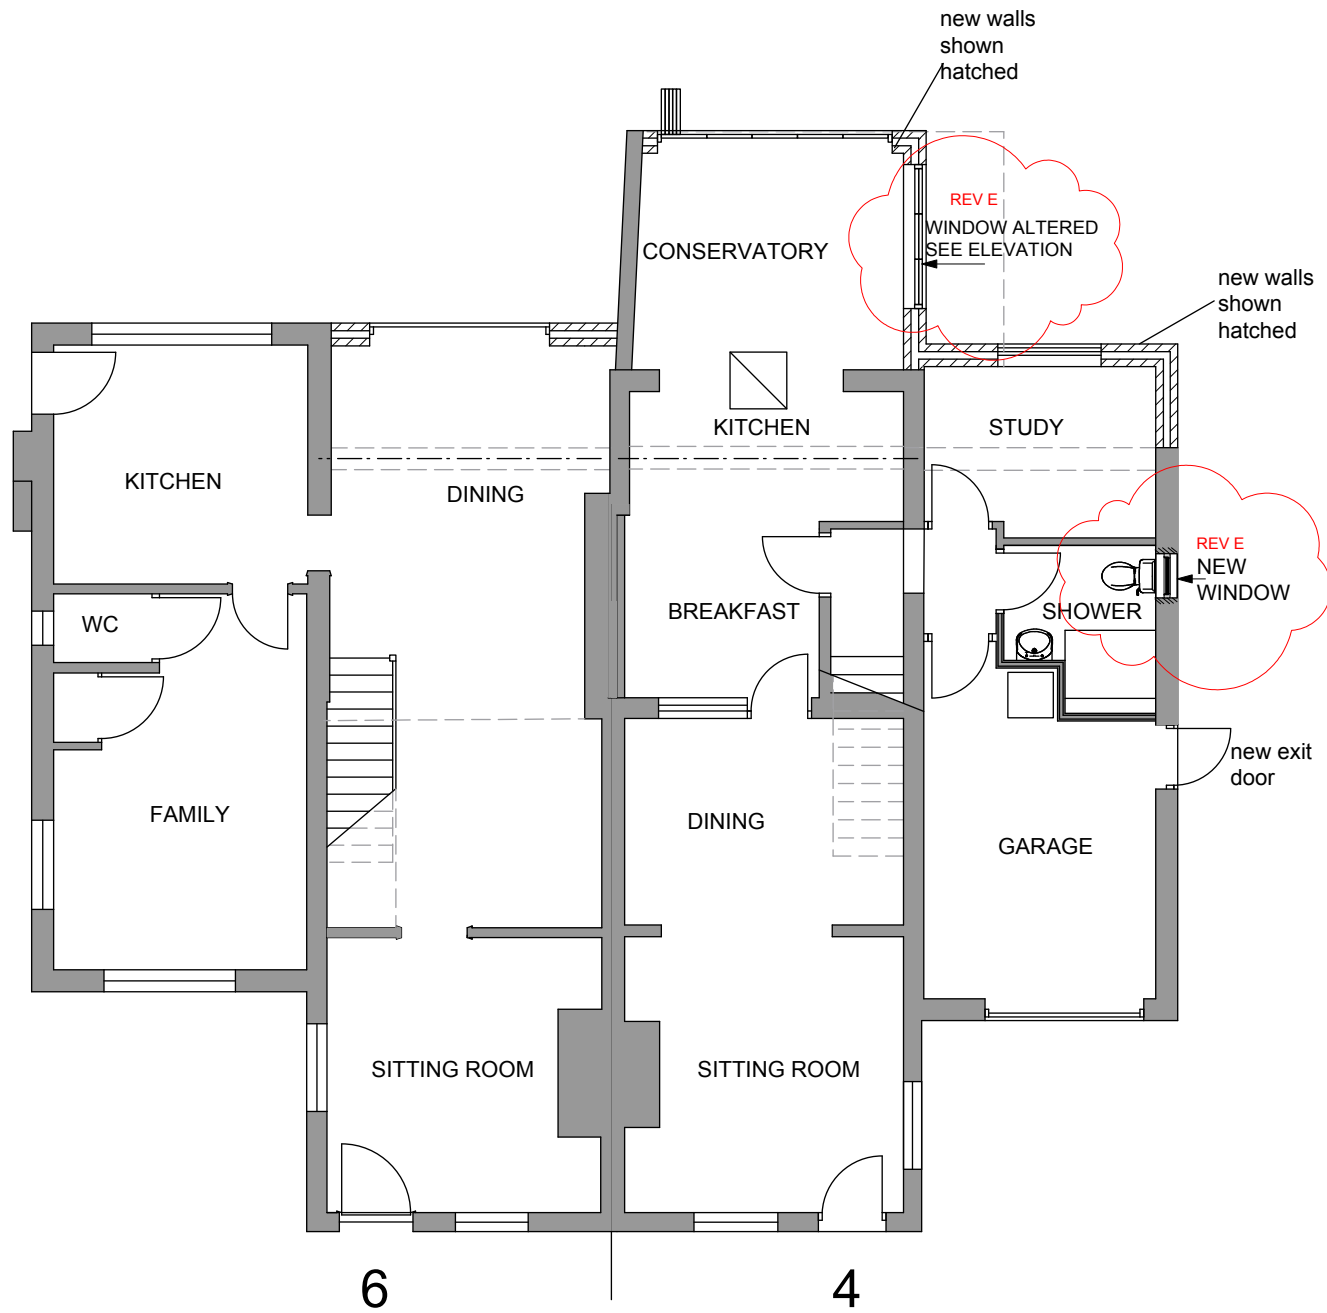 new walls
shown
hatched
REV E
WINDOW ALTERED
SEE ELEVATION
CONSERVATORY
new walls
shown
hatched
KITCHEN
STUDY
KITCHEN
DINING
REV E
NEW
WINDOW
WC
BREAKFAST
SHOWER
new exit
door
FAMILY
DINING
GARAGE
SITTING ROOM
SITTING ROOM
6
4